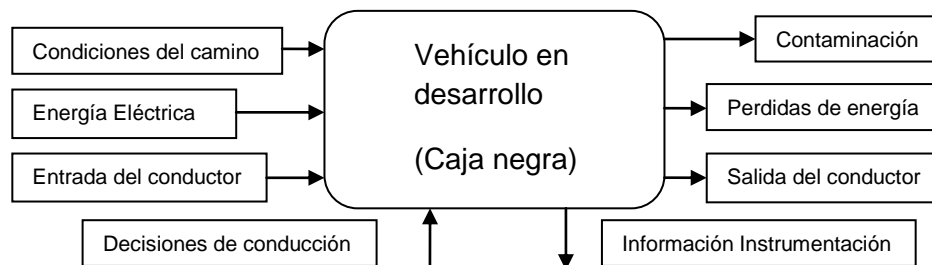 Condiciones del camino
Energía Eléctrica
Entrada del conductor
Vehículo en
desarrollo
(Caja negra)
Contaminación
Perdidas de energía
Salida del conductor
Decisiones de conducción
Información Instrumentación